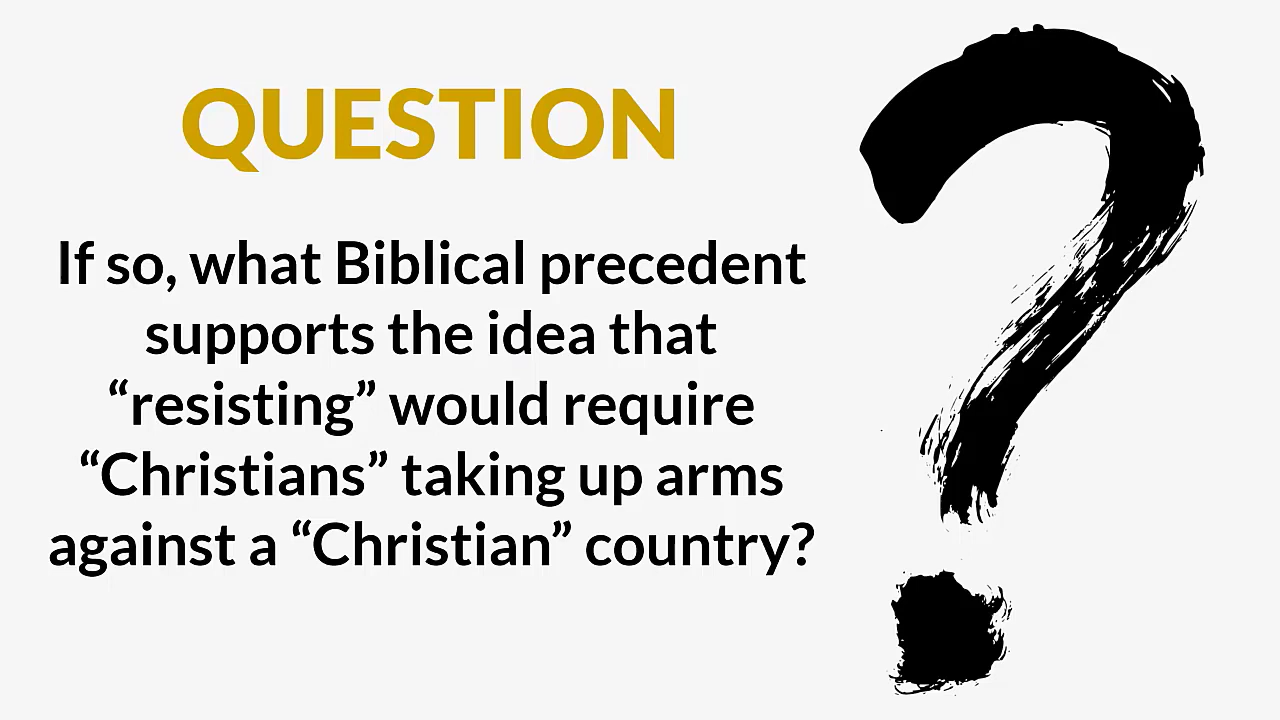 QUESTION
If so, what Biblical precedent
supports the idea that
“resisting” would require
“Christians” taking up arms
against a “Christian” country?